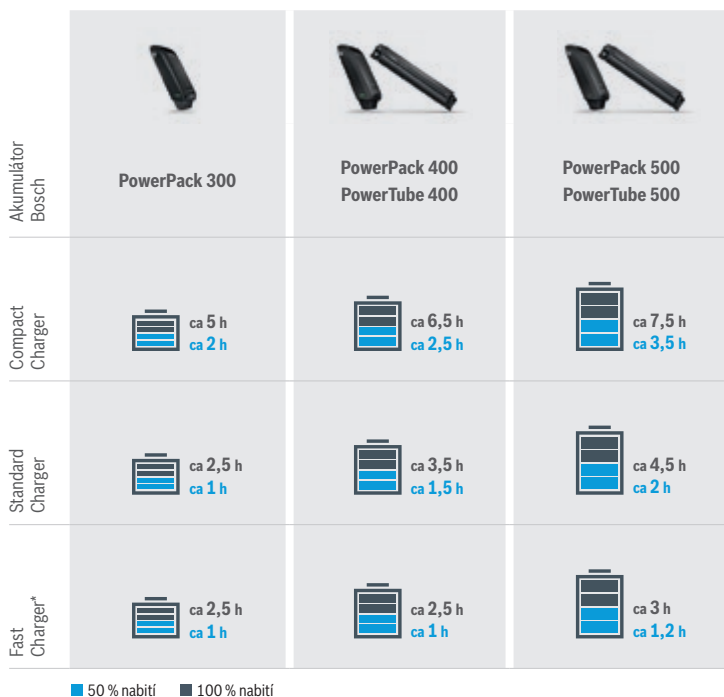 Akumulátor
Bosch
PowerPack 300
PowerPack 400
PowerTube 400
PowerPack 500
PowerTube 500
Compact
Charger
ca 5 h
ca 2 h
ca 6,5 h
ca 2,5 h
ca 7,5 h
ca 3,5 h
Standard
Charger
ca 2,5 h
ca 1 h
ca 3,5 h
ca 1,5 h
ca 4,5 h
ca 2 h
Fast
Charger*
ca 2,5 h
ca 1 h
ca 2,5 h
ca 1 h
ca 3 h
ca 1,2 h
50 % nabití
100 % nabití